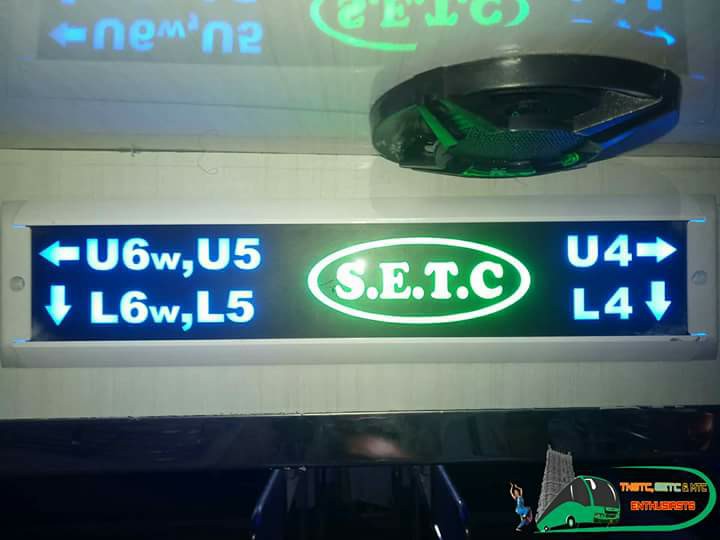 ←U6w,U5
↓ L6w,L5
S.E.T.C
U4→
L4 ↓
TNSTC, SETC & MTC
ENTHUSIASTS